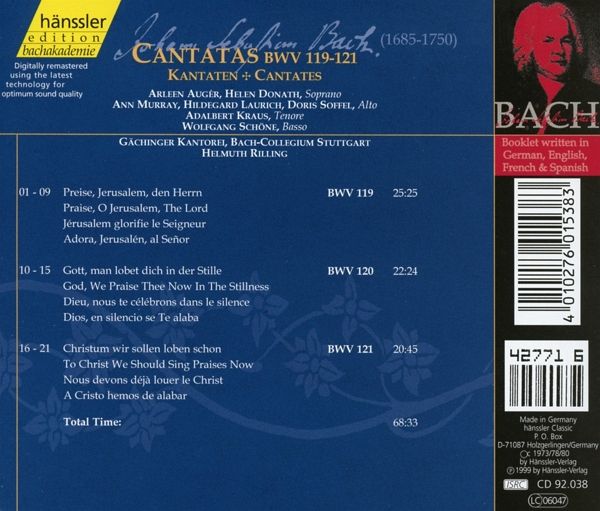 hänssler
edition
bachakademie
Digitally remastered
using the latest
technology for
optimum sound quality
Johann Sebastian Bach. (1685-1750)
CANTATAS BWV 119-121
KANTATEN + CANTATES
ARLEEN AUGÉR, HELEN DONATH, Soprano
ANN MURRAY, HILDEGARD LAURICH, DORIS SOFFEL, Alto
ADALBERT KRAUS, Tenore
WOLFGANG SCHÖNE, Basso
GÄCHINGER KANTOREI, BACH-COLLEGIUM STUTTGART
HELMUTH RILLING
01 - 09 Preise, Jerusalem, den Herrn BWV 119 25:25
Praise, O Jerusalem, The Lord
Jérusalem glorifie le Seigneur
Adora, Jerusalén, al Señor
10 - 15 Gott, man lobet dich in der Stille BWV 120 22:24
God, We Praise Thee Now In The Stillness
Dieu, nous te célébrons dans le silence
Dios, en silencio se Te alaba
16 - 21 Christum wir sollen loben schon BWV 121 20:45
To Christ We Should Sing Praises Now
Nous devons déjà louer le Christ
A Cristo hemos de alabar
Total Time: 68:33
BACH
Booklet written in
German, English,
French & Spanish
4 010276 015383
42771 6
Made in Germany
hänssler Classic
P. O. Box
D-71087 Holzgerlingen/Germany
℗: 1973/78/80
by Hänssler-Verlag
℗1999 by Hänssler-Verlag
ISRC CD 92.038
LC 06047